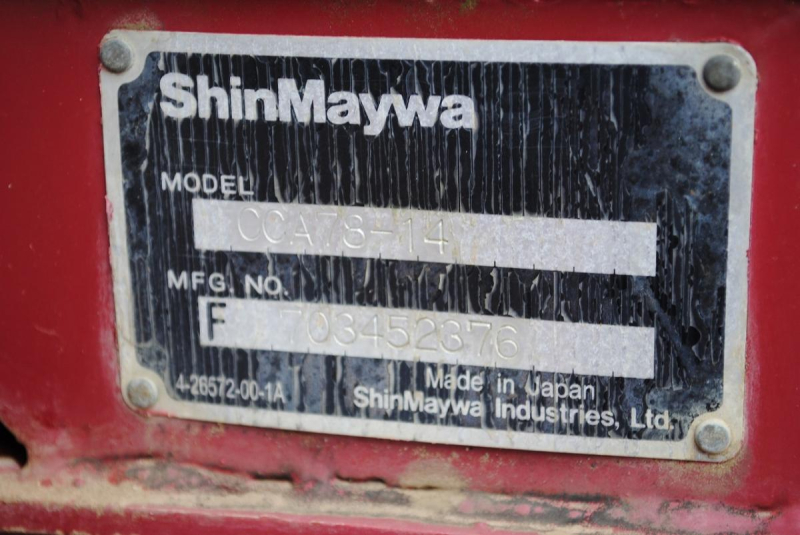 ShinMaywa
MODEL
CCA78-14
MFG. NO.
F 703452376
4-26572-00-1A
Made in Japan
ShinMaywa Industries, Ltd.